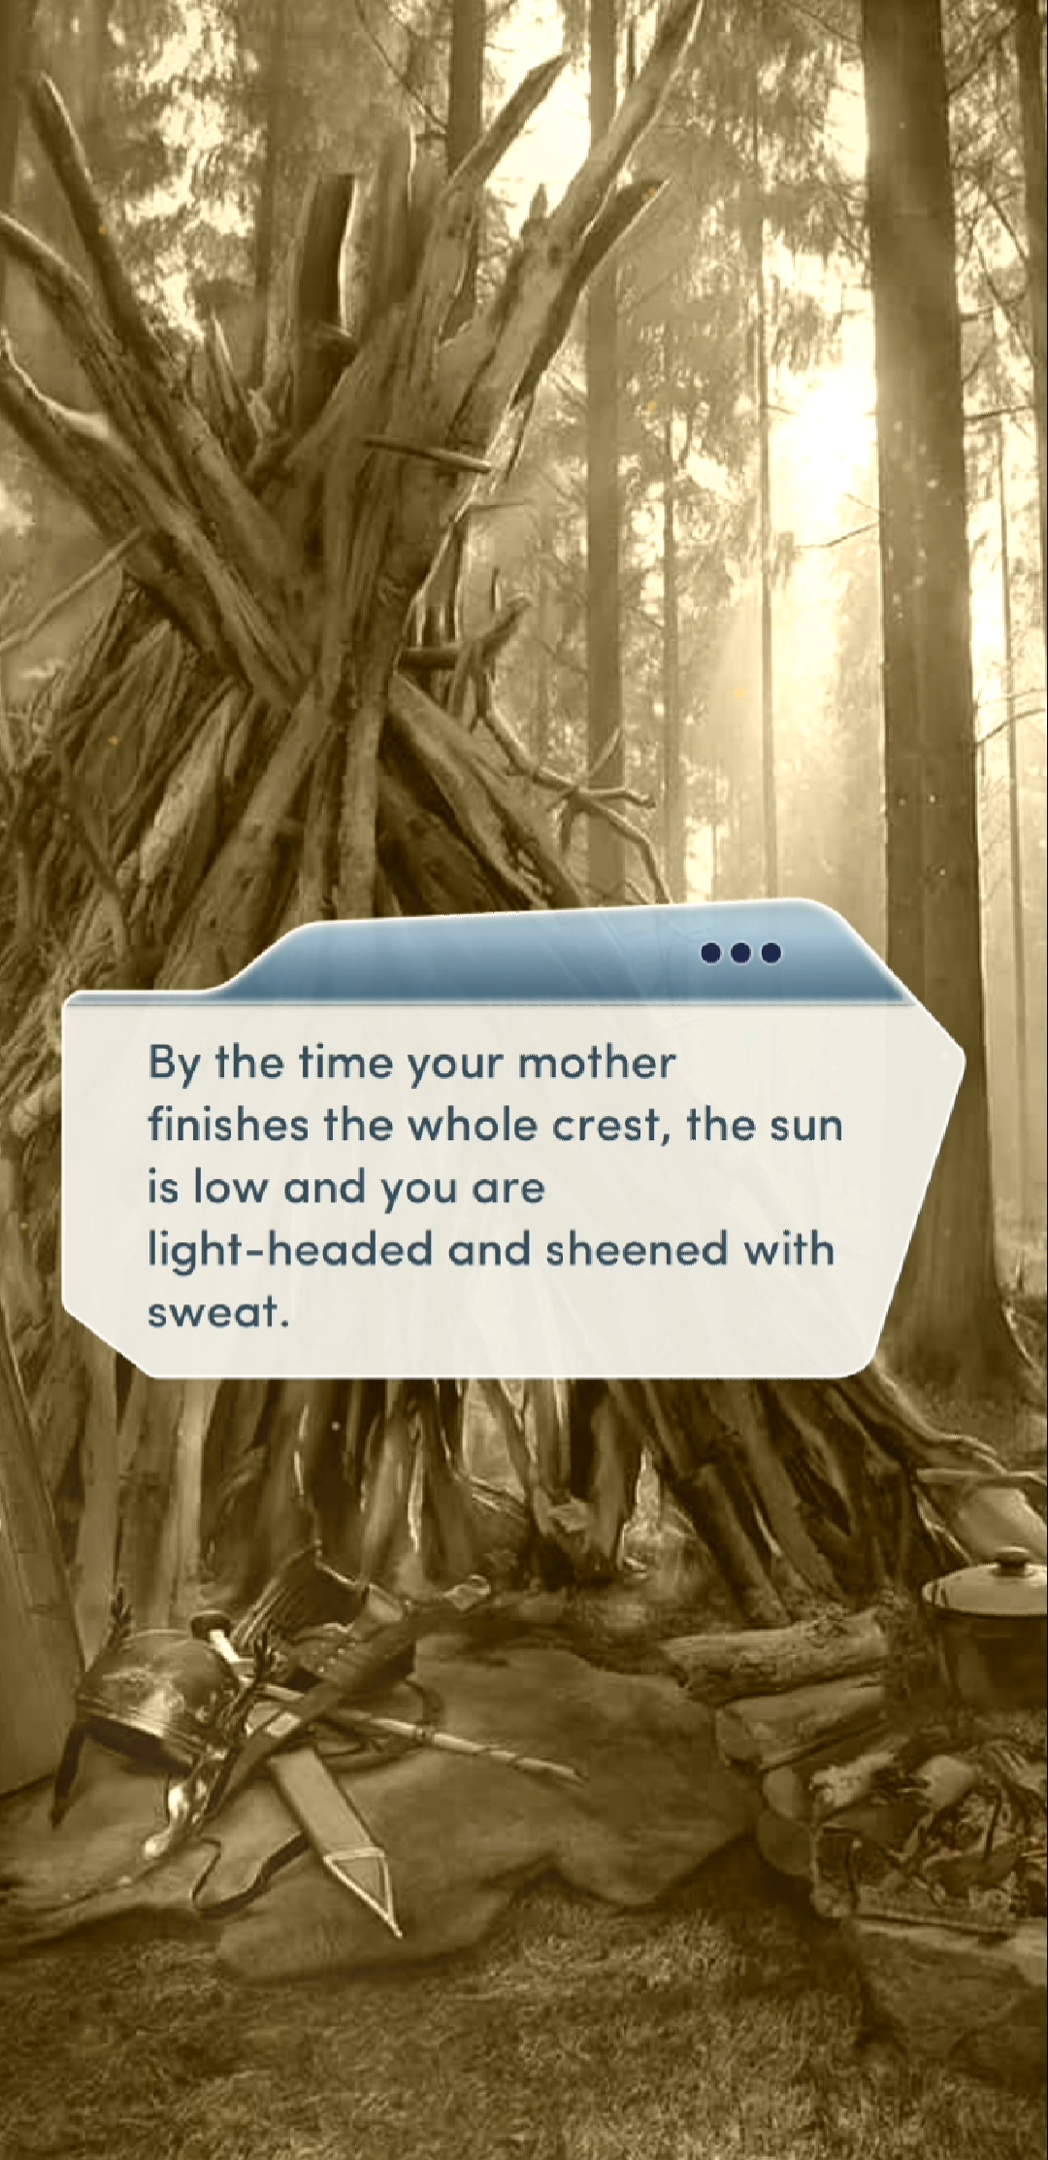 By the time your mother
finishes the whole crest, the sun
is low and you are
light-headed and sheened with
sweat.